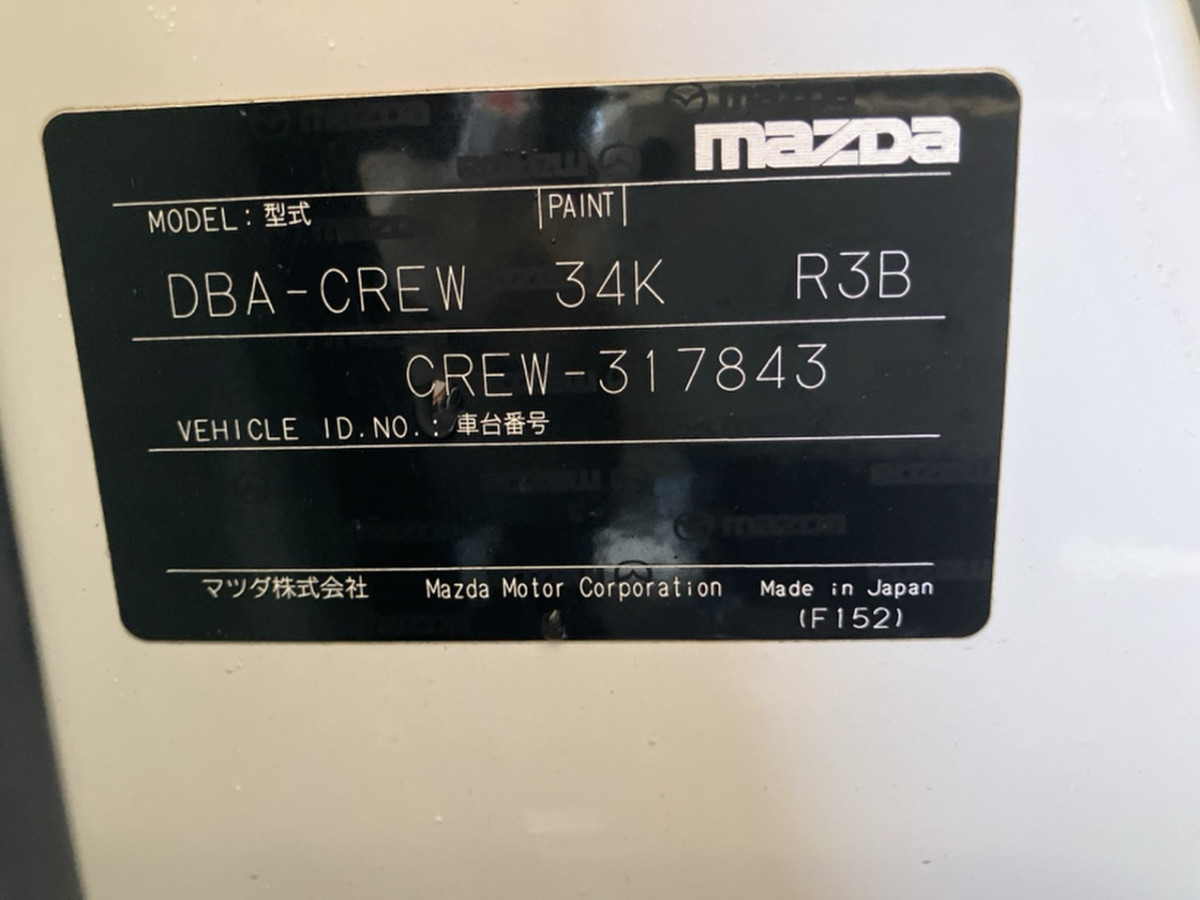 mazda
MODEL: 型式 PAINT
DBA-CREW 34K R3B
CREW-317843
VEHICLE ID.NO.: 車台番号
マツダ株式会社 Mazda Motor Corporation Made in Japan
(F152)